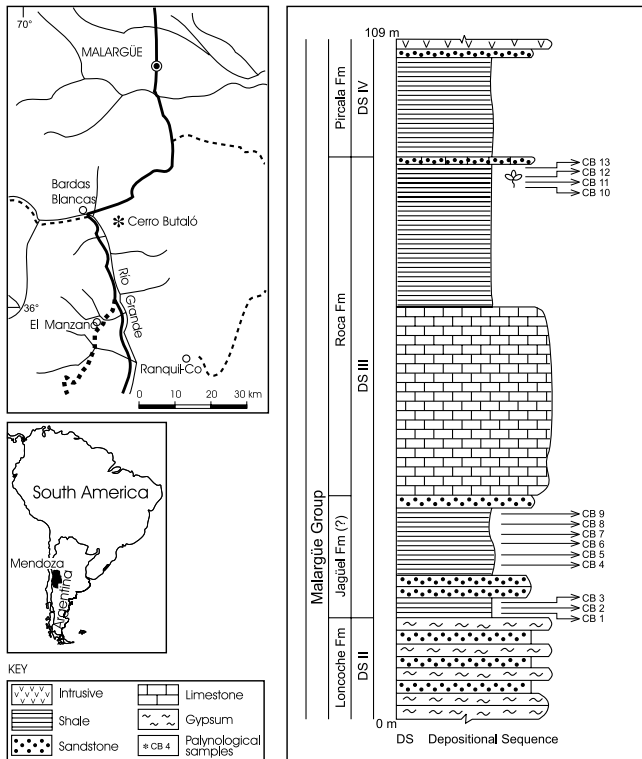 70°
MALARGÜE
Bardas
Blancas
Cerro Butaló
Río Grande
36°
El Manzano
Ranquil-Co
0 10 20 30 km
South America
Mendoza
Argentina
KEY
Intrusive
Limestone
Shale
Gypsum
Sandstone
* CB 4
Palynological
samples
109 m
Malargüe Group
Pircala Fm
DS IV
Roca Fm
DS III
Jagüel Fm (?)
Loncoche Fm
DS II
CB 13
CB 12
CB 11
CB 10
CB 9
CB 8
CB 7
CB 6
CB 5
CB 4
CB 3
CB 2
CB 1
0 m
DS Depositional Sequence